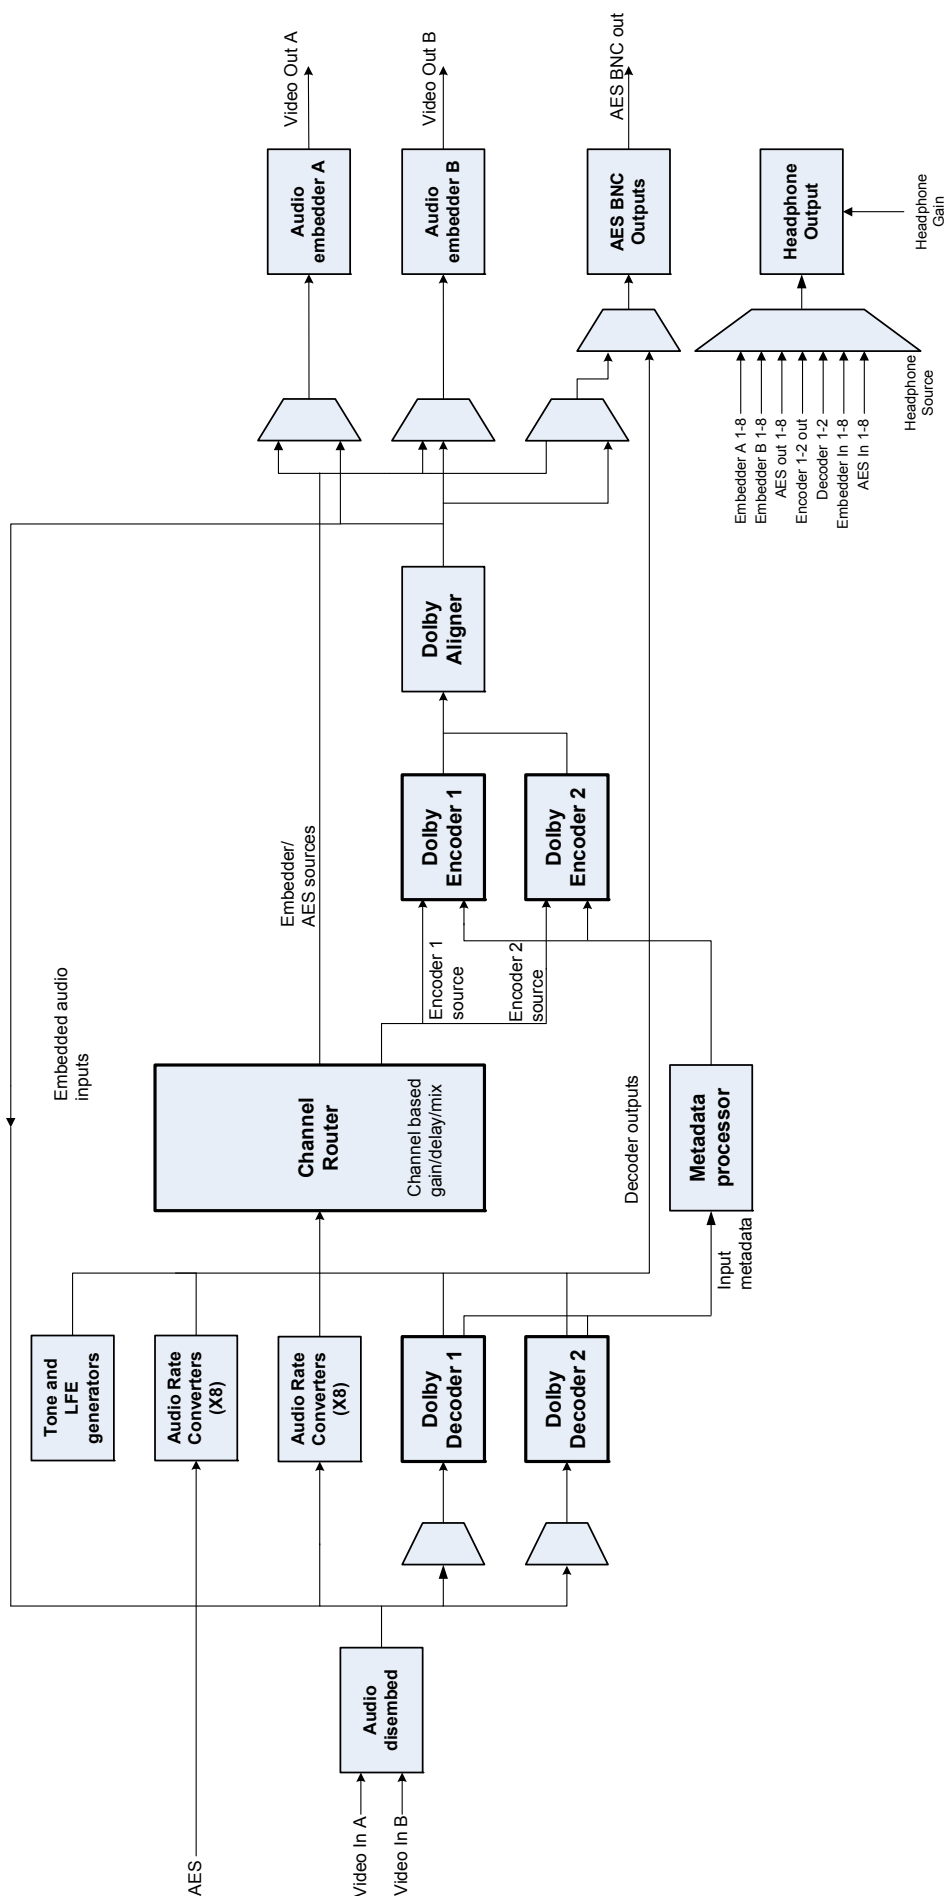 AES
Video In A
Video In B
Audio
disembed
Tone and
LFE
generators
Audio Rate
Converters
(X8)
Audio Rate
Converters
(X8)
Dolby
Decoder 1
Dolby
Decoder 2
Embedded audio
inputs
Channel
Router
Channel based
gain/delay/mix
Input
metadata
Metadata
processor
Decoder outputs
Embedder/
AES sources
Encoder 1
source
Encoder 2
source
Dolby
Encoder 1
Dolby
Encoder 2
Dolby
Aligner
Audio
embedder A
Video Out A
Audio
embedder B
Video Out B
AES BNC
Outputs
AES BNC out
Embedder A 1-8
Embedder B 1-8
AES out 1-8
Encoder 1-2 out
Decoder 1-2
Embedder In 1-8
AES In 1-8
Headphone
Source
Headphone
Output
Headphone
Gain